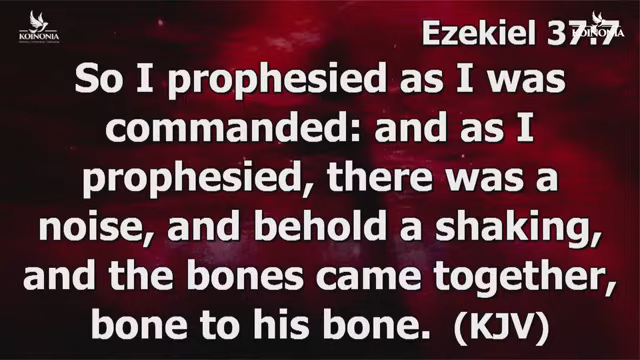 KOINONIA
KOINONIA
Ezekiel 37:7
So I prophesied as I was
commanded: and as I
prophesied, there was a
noise, and behold a shaking,
and the bones came together,
bone to his bone. (KJV)